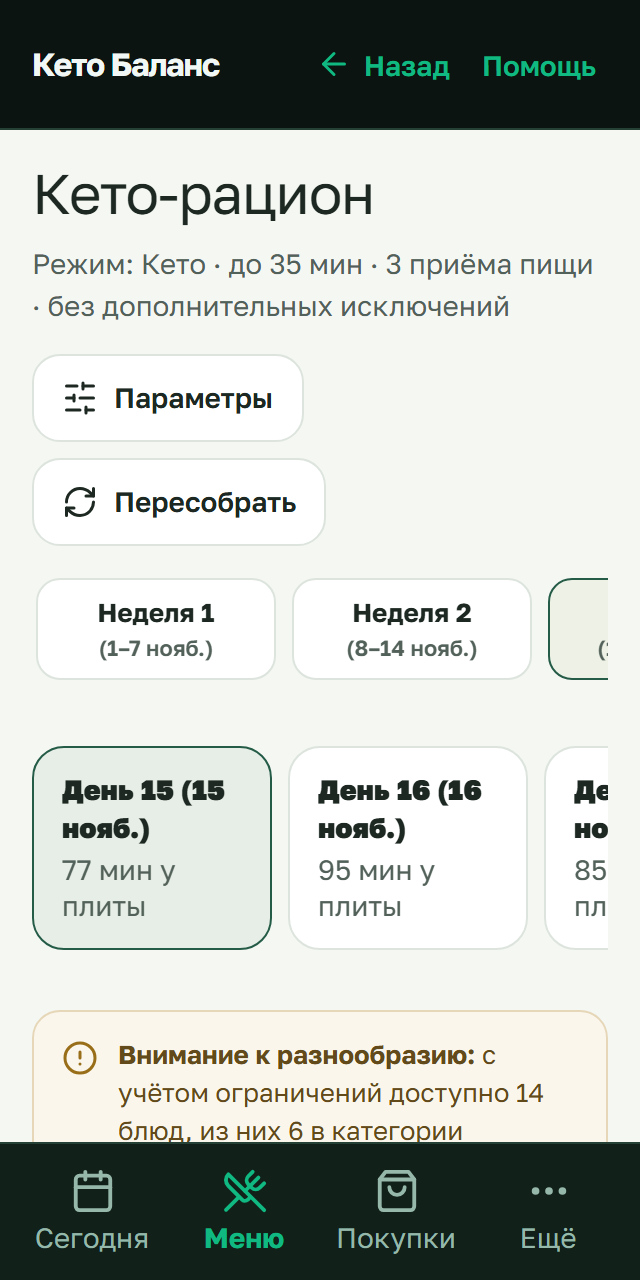 Кето Баланс
Назад
Помощь
Кето-рацион
Режим: Кето · до 35 мин · 3 приёма пищи
· без дополнительных исключений
Параметры
Пересобрать
Неделя 1
(1–7 нояб.)
Неделя 2
(8–14 нояб.)
День 15 (15
нояб.)
77 мин у
плиты
День 16 (16
нояб.)
95 мин у
плиты
85
Внимание к разнообразию: с
учётом ограничений доступно 14
блюд, из них 6 в категории
Сегодня
Меню
Покупки
Ещё